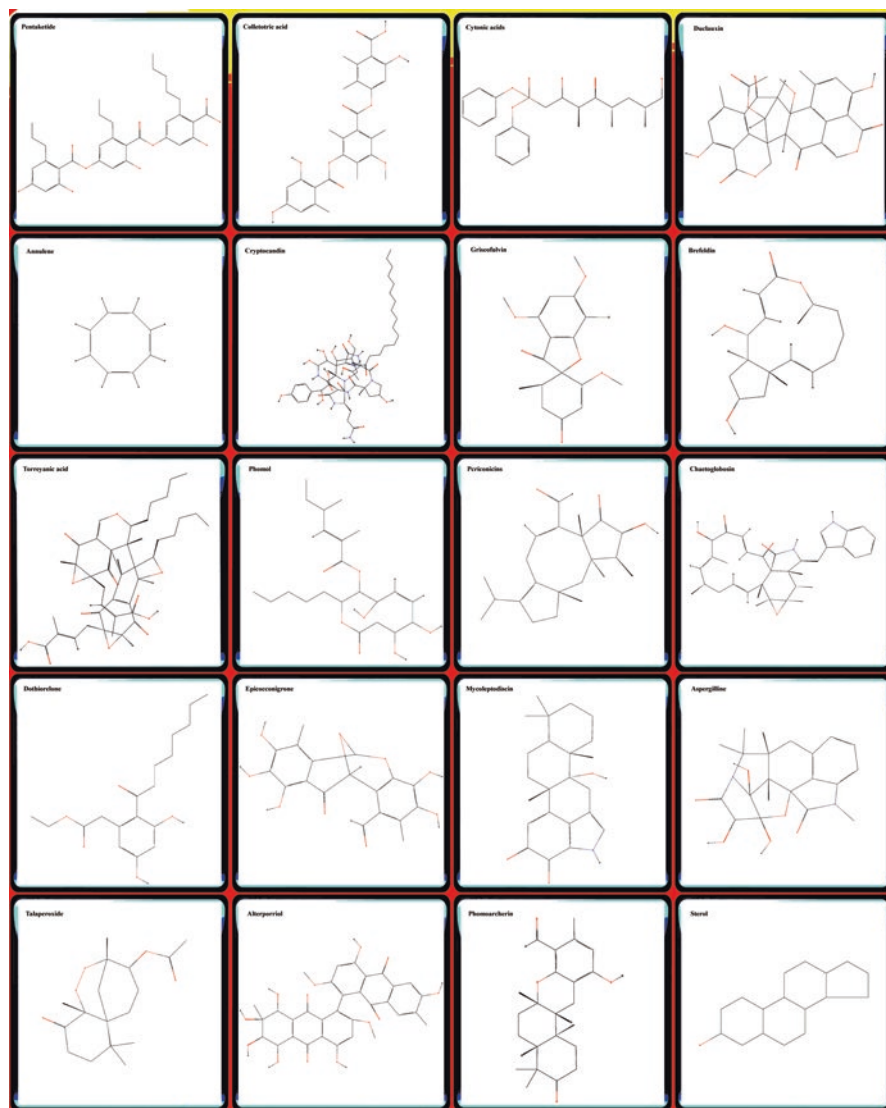 Pentaketide
Colletotric acid
Cytonic acids
Duclauxin
Annulene
Cryptocandin
Griseofulvin
Brefeldin
Torreyanic acid
Phomol
Periconicins
Chaetoglobosin
Dothiorelone
Epicocconigrone
Mycoleptodiscin
Aspergilline
Talaperoxide
Alterporriol
Phomoarcherin
Sterol